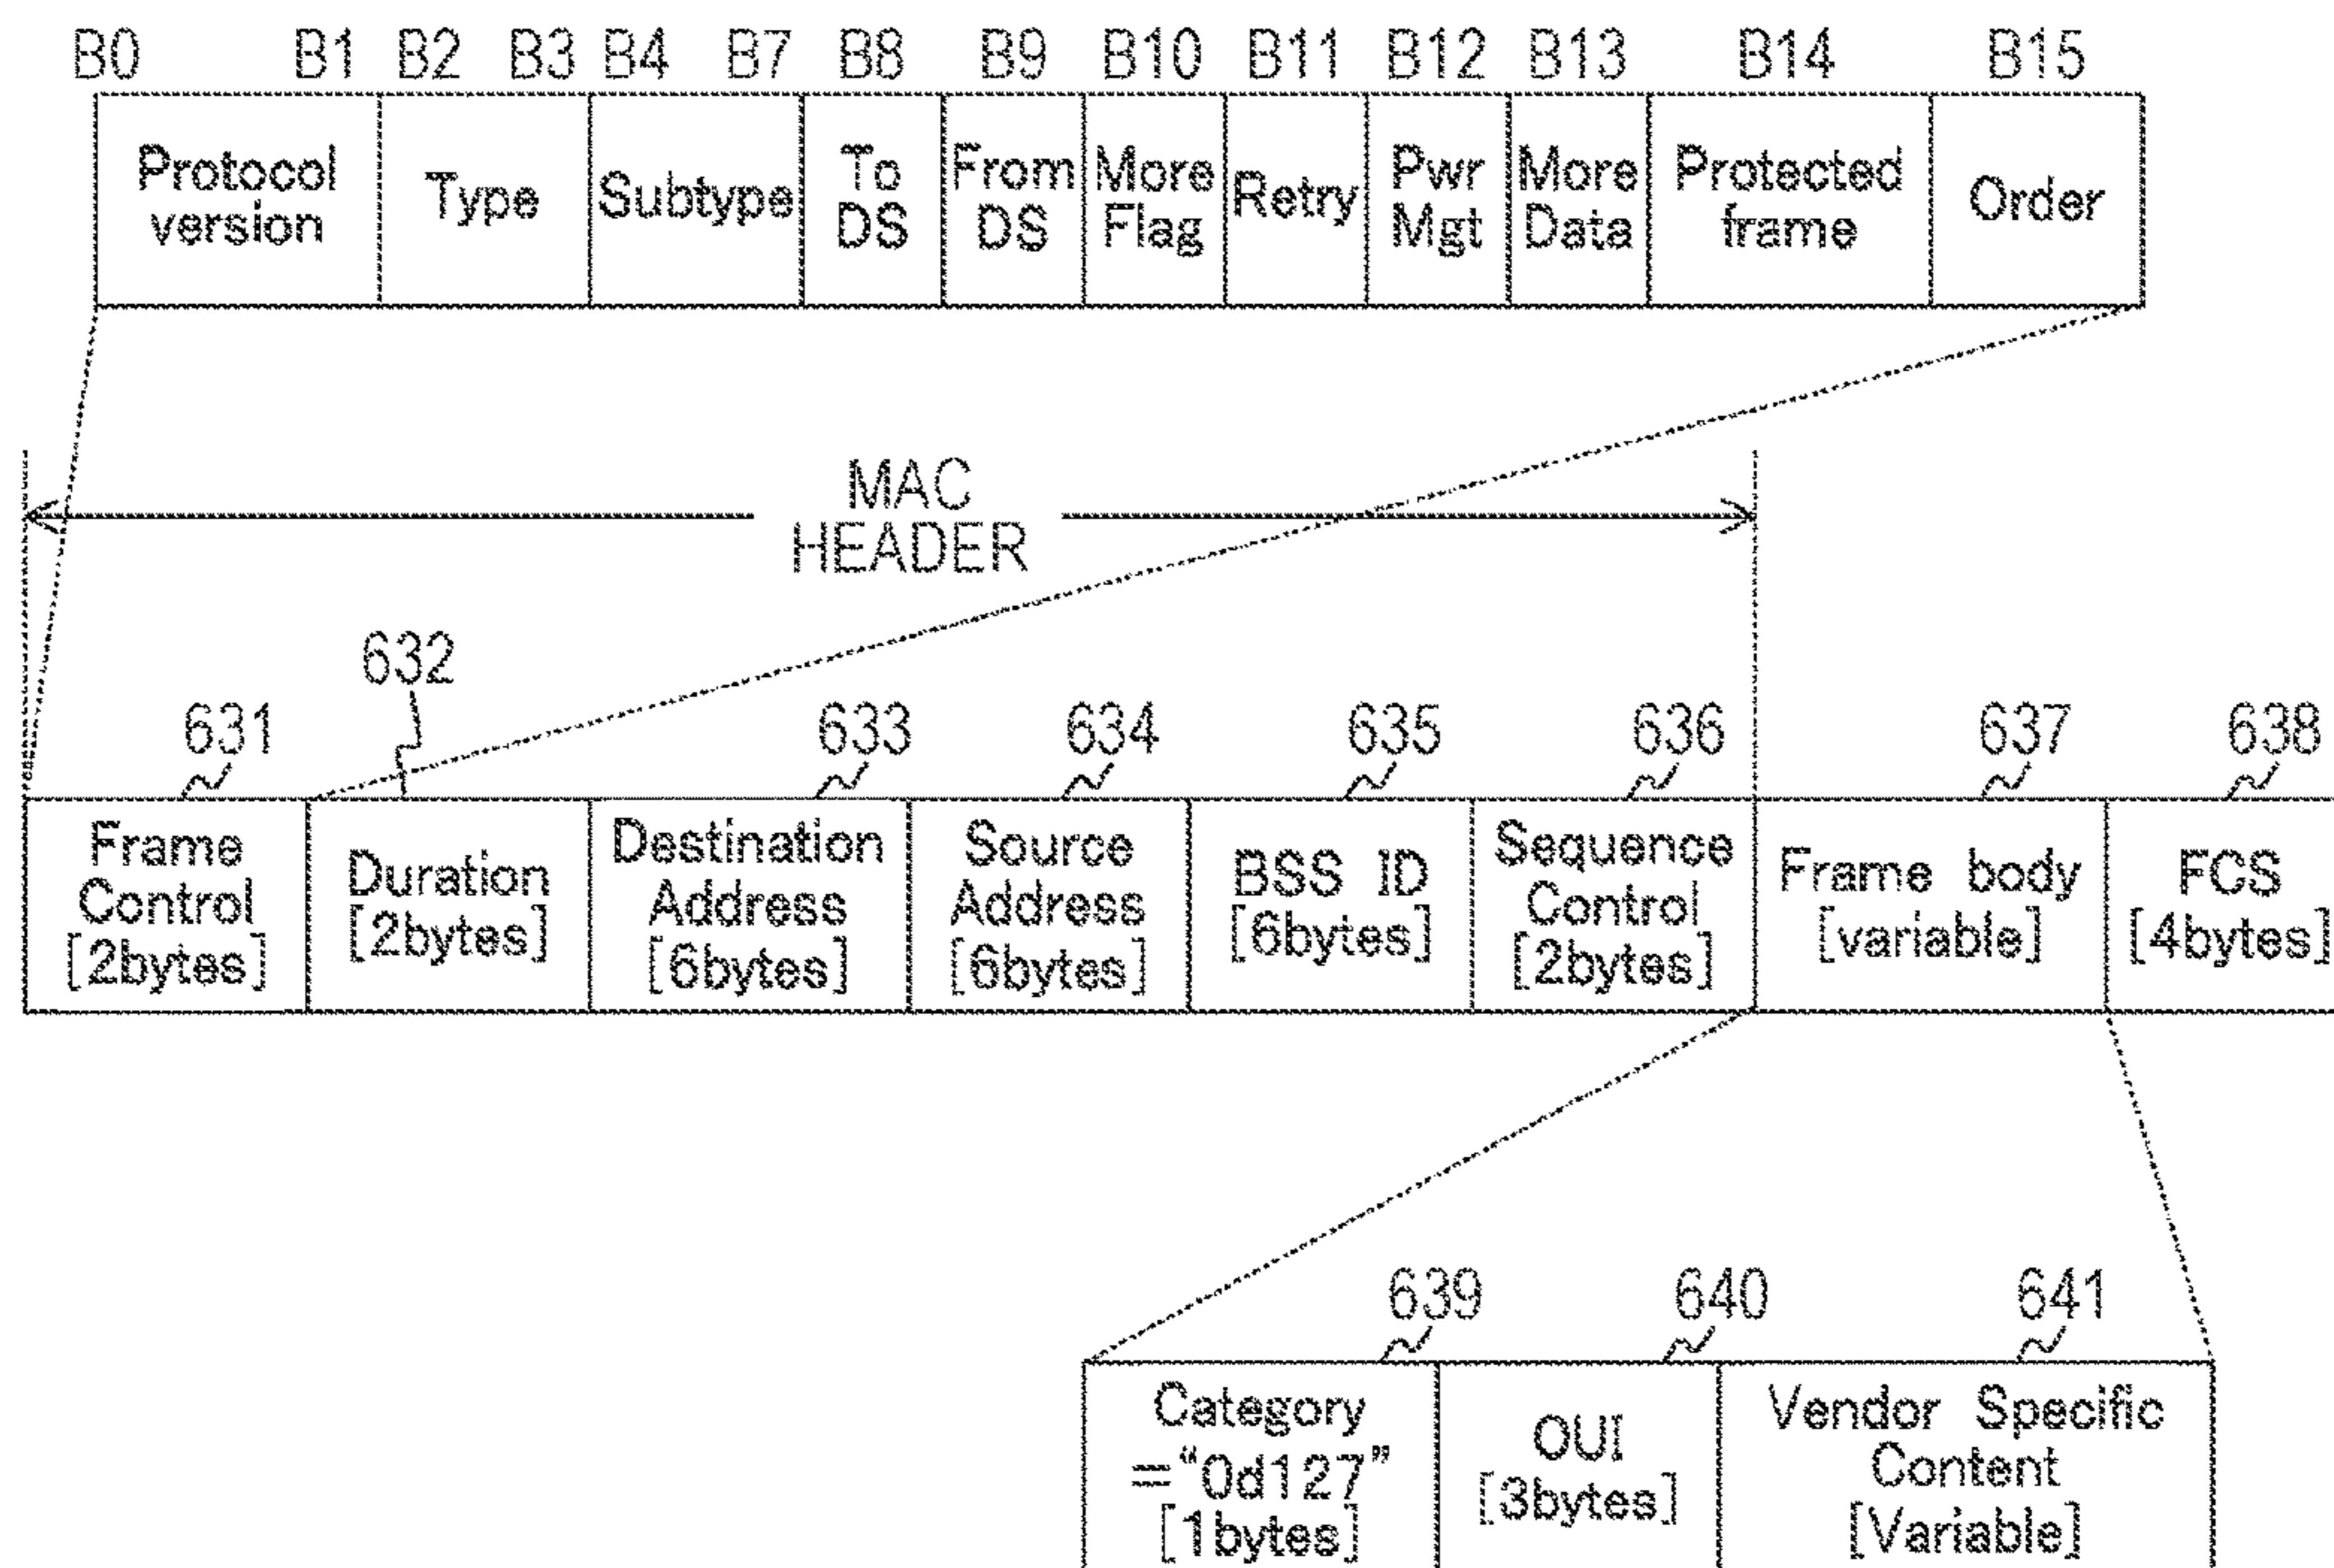 B0 B1 B2 B3 B4 B7 B8 B9 B10 B11 B12 B13 B14 B15
Protocol
version
Type
Subtype
To
DS
From
DS
More
Flag
Retry
Pwr
Mgt
More
Data
Protected
frame
Order
MAC
HEADER
632
631
633
634
635
636
637
638
Frame
Control
[2bytes]
Duration
[2bytes]
Destination
Address
[6bytes]
Source
Address
[6bytes]
BSS ID
[6bytes]
Sequence
Control
[2bytes]
Frame body
[variable]
FCS
[4bytes]
639
640
641
Category
=“0d127”
[1bytes]
OUI
[3bytes]
Vendor Specific
Content
[Variable]